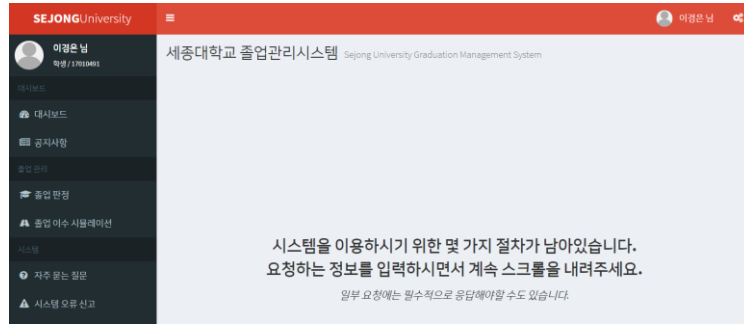 SEJONGUniversity
이경은 님
이경은 님
학생 / 17010491
세종대학교 졸업관리시스템 Sejong University Graduation Management System
대시보드
대시보드
공지사항
졸업 관리
졸업 판정
졸업 이수 시뮬레이션
시스템
자주 묻는 질문
시스템 오류 신고
시스템을 이용하시기 위한 몇 가지 절차가 남아있습니다.
요청하는 정보를 입력하시면서 계속 스크롤을 내려주세요.
일부 요청에는 필수적으로 응답해야할 수도 있습니다.